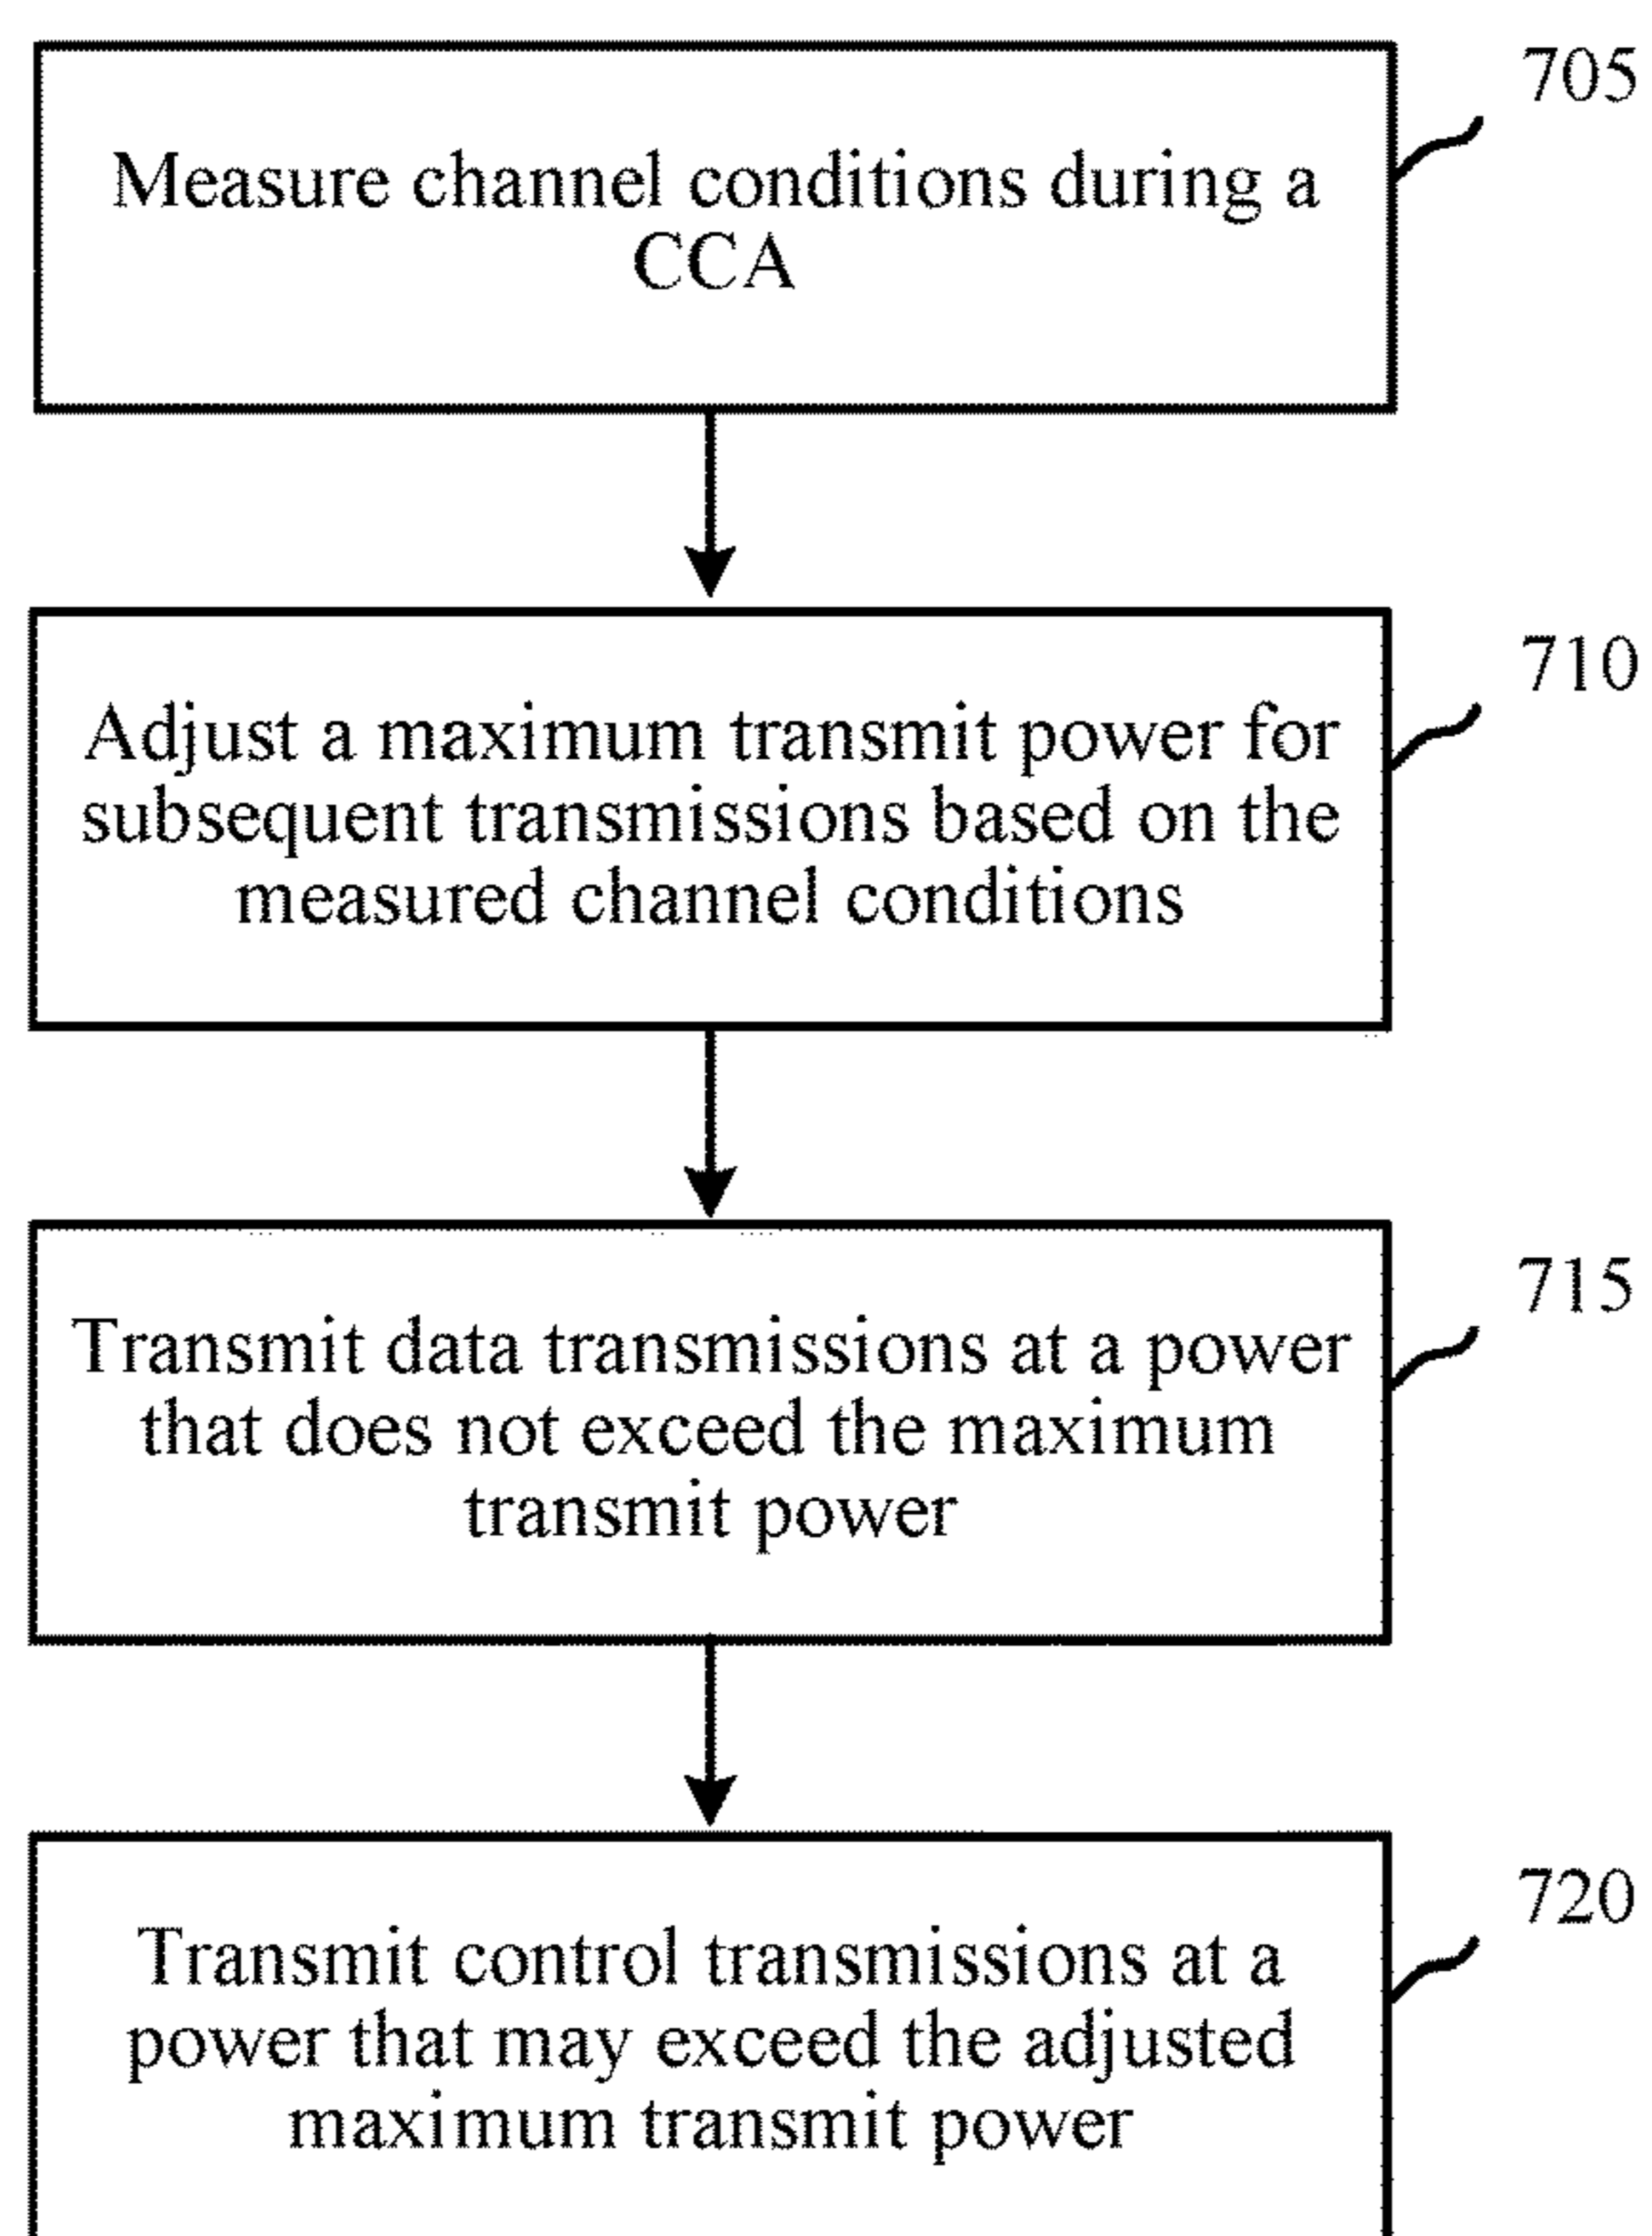 705
Measure channel conditions during a
CCA
710
Adjust a maximum transmit power for
subsequent transmissions based on the
measured channel conditions
715
Transmit data transmissions at a power
that does not exceed the maximum
transmit power
720
Transmit control transmissions at a
power that may exceed the adjusted
maximum transmit power